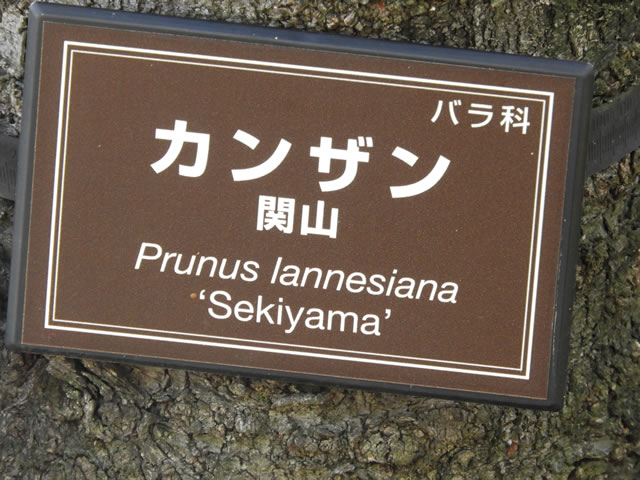 バラ科
カンザン
関山
Prunus lannesiana
‘Sekiyama’